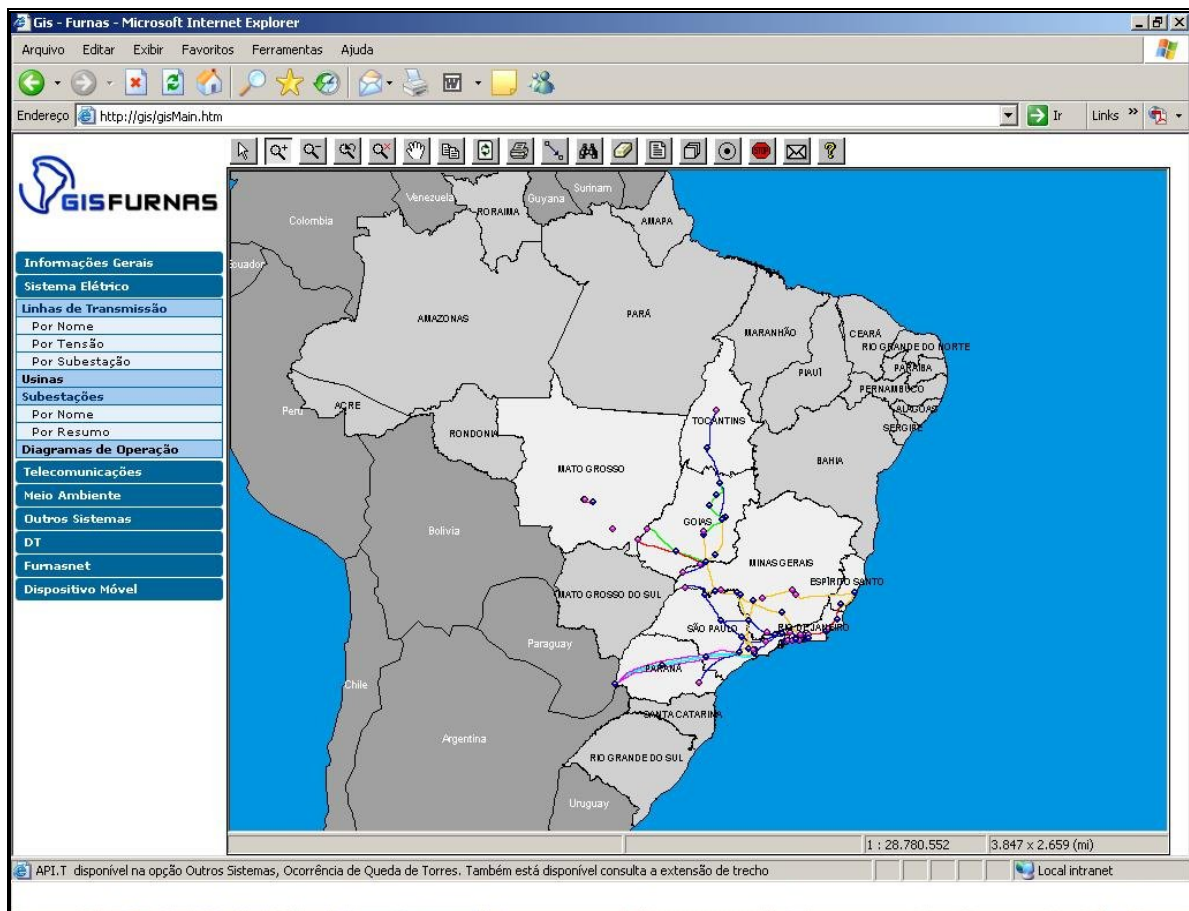 Gis - Furnas - Microsoft Internet Explorer
Arquivo Editar Exibir Favoritos Ferramentas Ajuda
Endereço http://gis/gisMain.htm Ir Links »
GISFURNAS
Informações Gerais
Sistema Elétrico
Linhas de Transmissão
Por Nome
Por Tensão
Por Subestação
Usinas
Subestações
Por Nome
Por Resumo
Diagramas de Operação
Telecomunicações
Meio Ambiente
Outros Sistemas
DT
Furnasnet
Dispositivo Móvel
STOP
Surinam
Venezuela
Guyana
RORAIMA
Colombia
AMAPA
Ecuador
AMAZONAS
PARÁ
MARANHÃO
CEARÁ
RIO GRANDE DO NORTE
PIAUÍ
PARAIBA
PERNAMBUCO
Peru
ACRE
ALAGOAS
TOCANTINS
SERGIPE
RONDONIA
BAHIA
MATO GROSSO
GOIAS
Bolivia
MINAS GERAIS
ESPÍRITO SANTO
MATO GROSSO DO SUL
SÃO PAULO
RIO DE JANEIRO
Paraguay
PARANÁ
Chile
SANTA CATARINA
Argentina
RIO GRANDE DO SUL
Uruguay
1 : 28.780.552 3.847 x 2.659 (mi)
API.T disponível na opção Outros Sistemas, Ocorrência de Queda de Torres. Também está disponível consulta a extensão de trecho Local intranet